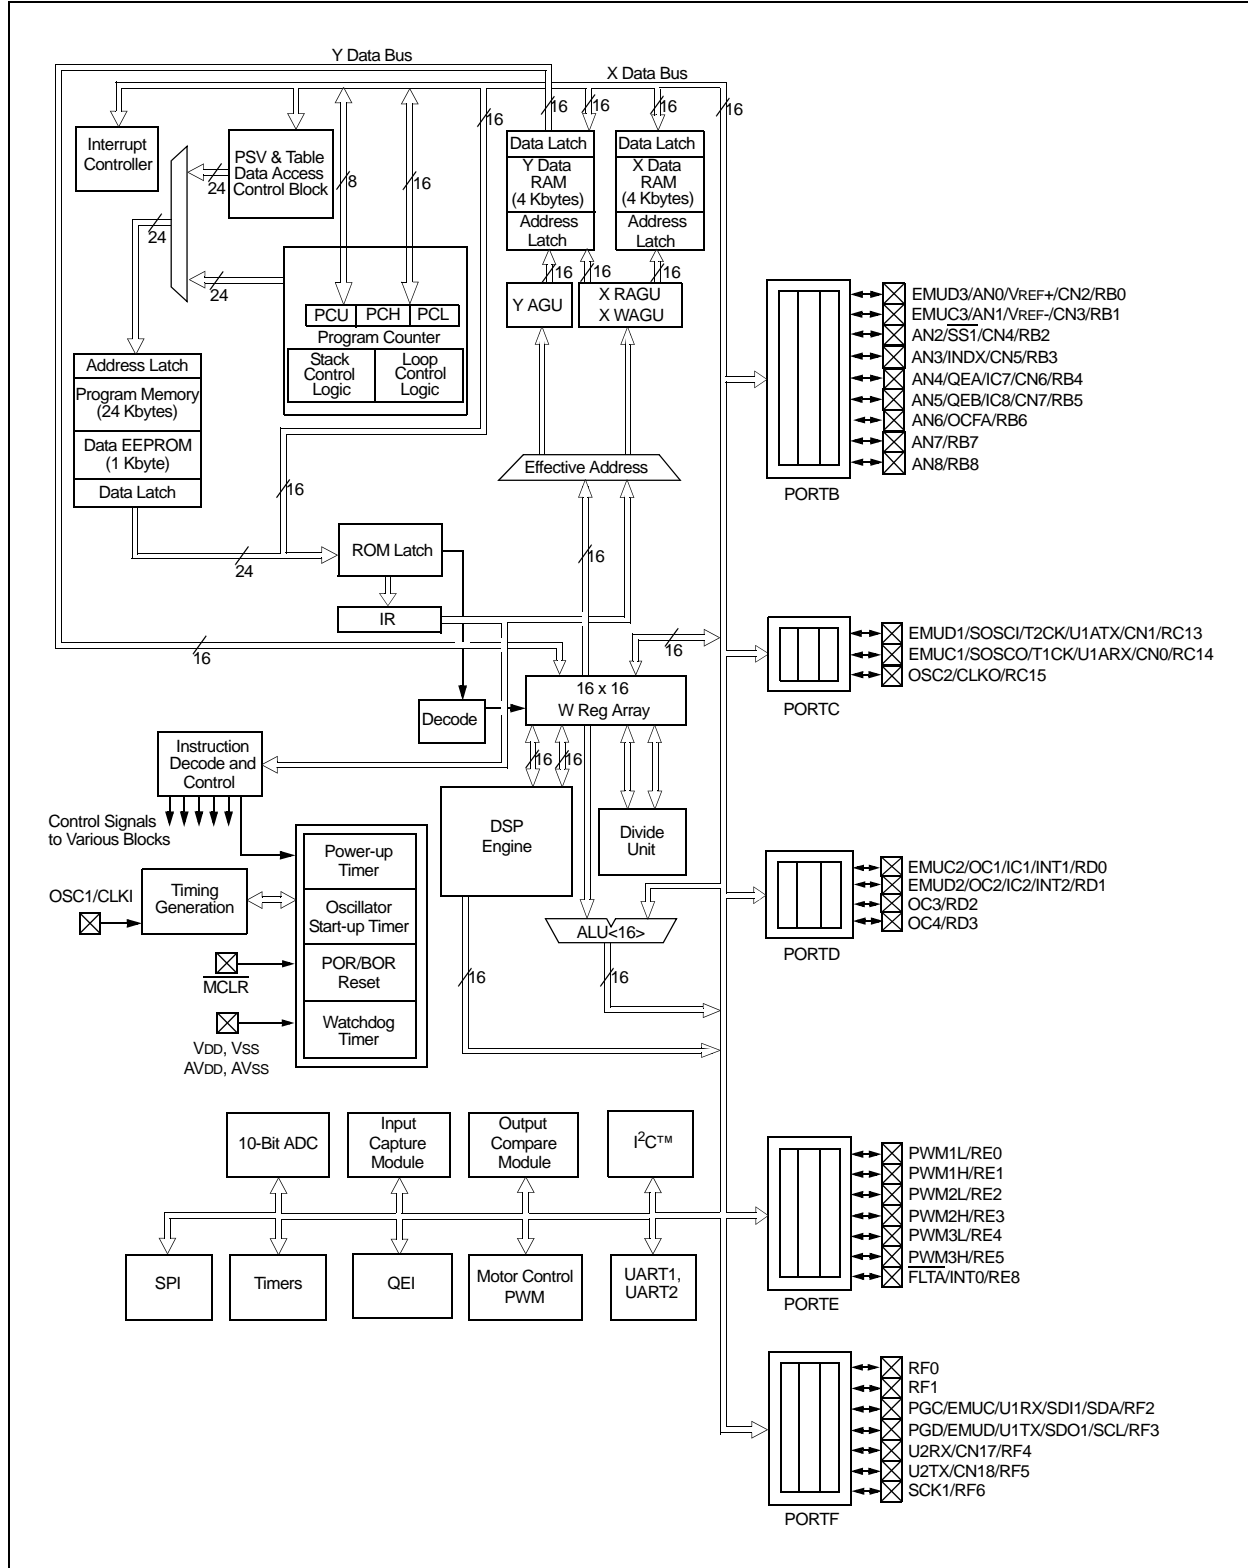 Y Data Bus
X Data Bus
16
16
16
16
16
Interrupt
Controller
PSV & Table
Data Access
Control Block
24
8
16
24
24
Data Latch
Y Data
RAM
(4 Kbytes)
Address
Latch
Data Latch
X Data
RAM
(4 Kbytes)
Address
Latch
16
16
16
Y AGU
X RAGU
X WAGU
PCU
PCH
PCL
Program Counter
Stack
Control
Logic
Loop
Control
Logic
Address Latch
Program Memory
(24 Kbytes)
Data EEPROM
(1 Kbyte)
Data Latch
Effective Address
16
24
ROM Latch
16
IR
16
16
16 x 16
W Reg Array
Decode
Instruction
Decode and
Control
16
16
Control Signals
to Various Blocks
DSP
Engine
Divide
Unit
Power-up
Timer
Oscillator
Start-up Timer
POR/BOR
Reset
Watchdog
Timer
OSC1/CLKI
Timing
Generation
MCLR
VDD, VSS
AVDD, AVSS
ALU<16>
16
16
10-Bit ADC
Input
Capture
Module
Output
Compare
Module
I2C™
SPI
Timers
QEI
Motor Control
PWM
UART1,
UART2
EMUD3/AN0/VREF+/CN2/RB0
EMUC3/AN1/VREF-/CN3/RB1
AN2/SS1/CN4/RB2
AN3/INDX/CN5/RB3
AN4/QEA/IC7/CN6/RB4
AN5/QEB/IC8/CN7/RB5
AN6/OCFA/RB6
AN7/RB7
AN8/RB8
PORTB
EMUD1/SOSCI/T2CK/U1ATX/CN1/RC13
EMUC1/SOSCO/T1CK/U1ARX/CN0/RC14
OSC2/CLKO/RC15
PORTC
EMUC2/OC1/IC1/INT1/RD0
EMUD2/OC2/IC2/INT2/RD1
OC3/RD2
OC4/RD3
PORTD
PWM1L/RE0
PWM1H/RE1
PWM2L/RE2
PWM2H/RE3
PWM3L/RE4
PWM3H/RE5
FLTA/INT0/RE8
PORTE
RF0
RF1
PGC/EMUC/U1RX/SDI1/SDA/RF2
PGD/EMUD/U1TX/SDO1/SCL/RF3
U2RX/CN17/RF4
U2TX/CN18/RF5
SCK1/RF6
PORTF